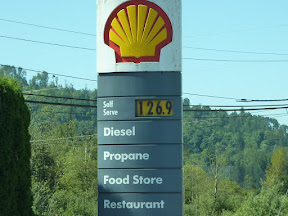 Self
Serve 126.9
Diesel
Propane
Food Store
Restaurant